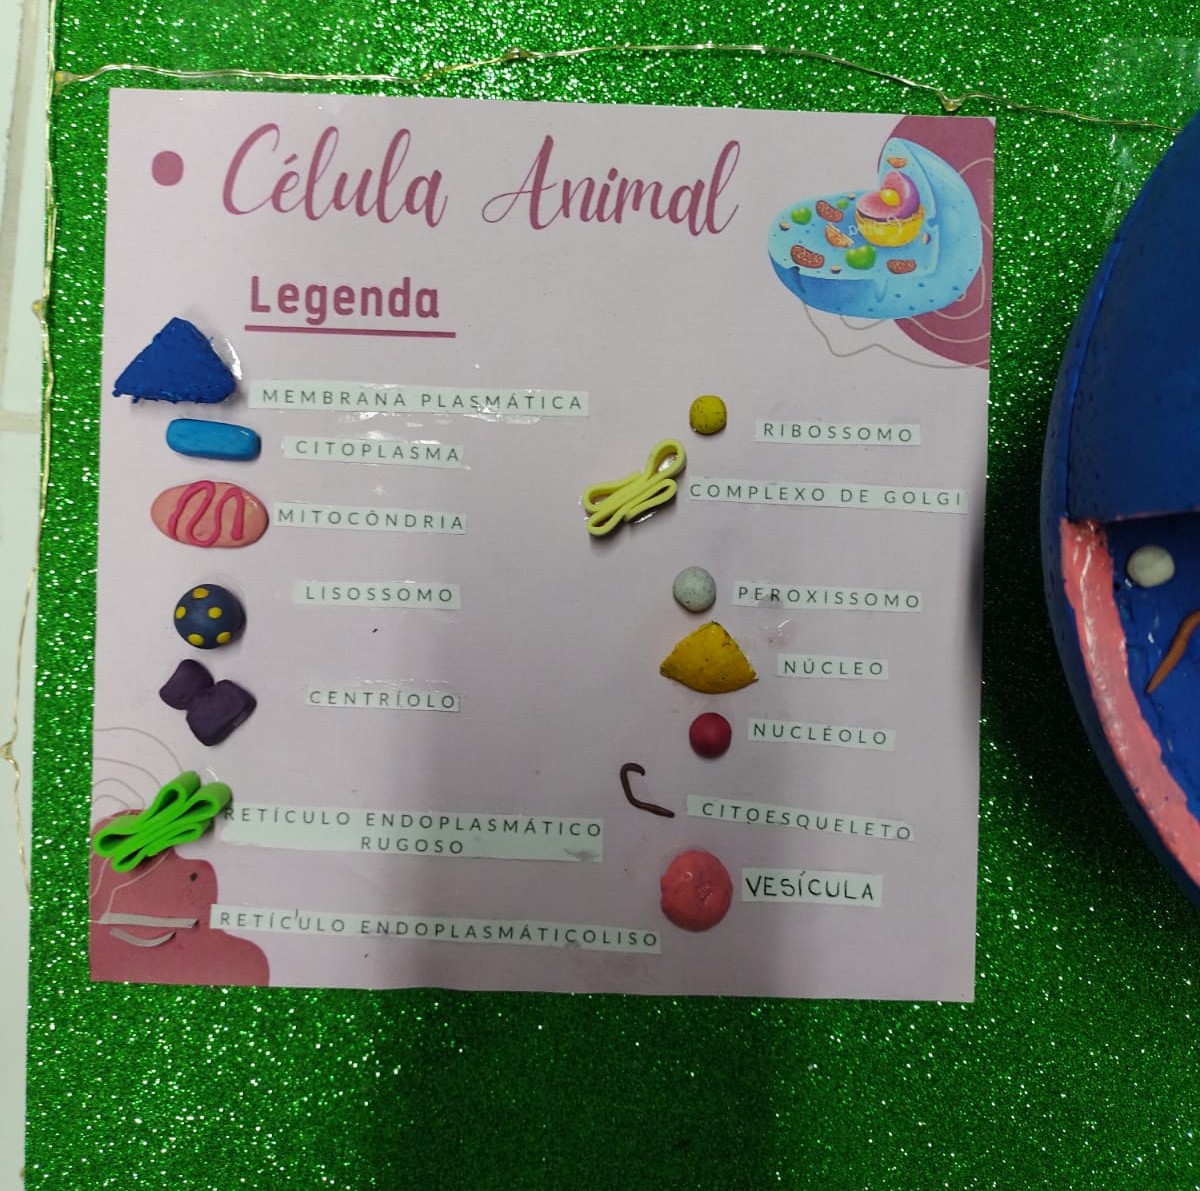 Célula Animal
Legenda
MEMBRANA PLASMÁTICA
CITOPLASMA
MITOCÔNDRIA
LISOSSOMO
CENTRÍOLO
RETÍCULO ENDOPLASMÁTICO
RUGOSO
RETÍCULO ENDOPLASMÁTICOLISO
RIBOSSOMO
COMPLEXO DE GOLGI
PEROXISSOMO
NÚCLEO
NUCLÉOLO
CITOESQUELETO
VESÍCULA